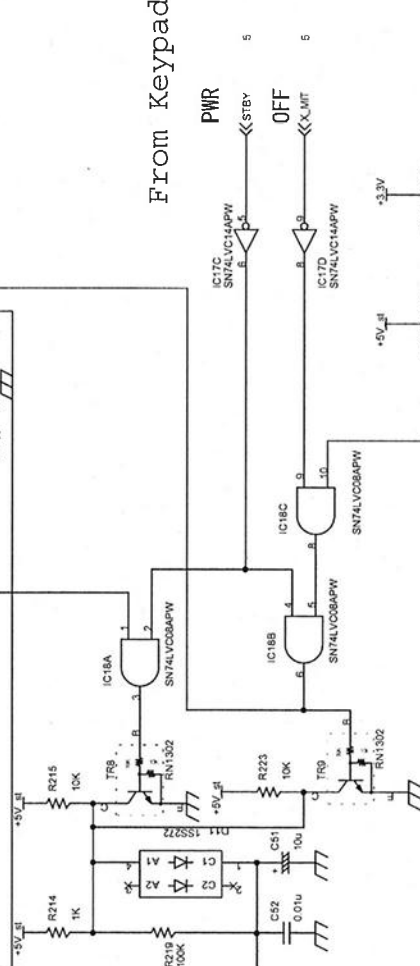 From Keypad
PWR
STBY
5
OFF
X_MIT
5
5
6
IC17C
SN74LVC14APW
9
8
IC17D
SN74LVC14APW
+3.3V
+5V_st
9
10
8
IC18C
SN74LVC08APW
1
2
3
IC18A
SN74LVC08APW
4
5
6
IC18B
SN74LVC08APW
B
TR8
RN1302
C
E
+5V_st
R215
10K
+5V_st
R223
10K
B
TR9
RN1302
C
E
D11 1SS272
A1
C1
A2
C2
4
1
C51
10u
+
C52
0.01u
+5V_st
R214
1K
R219
100K